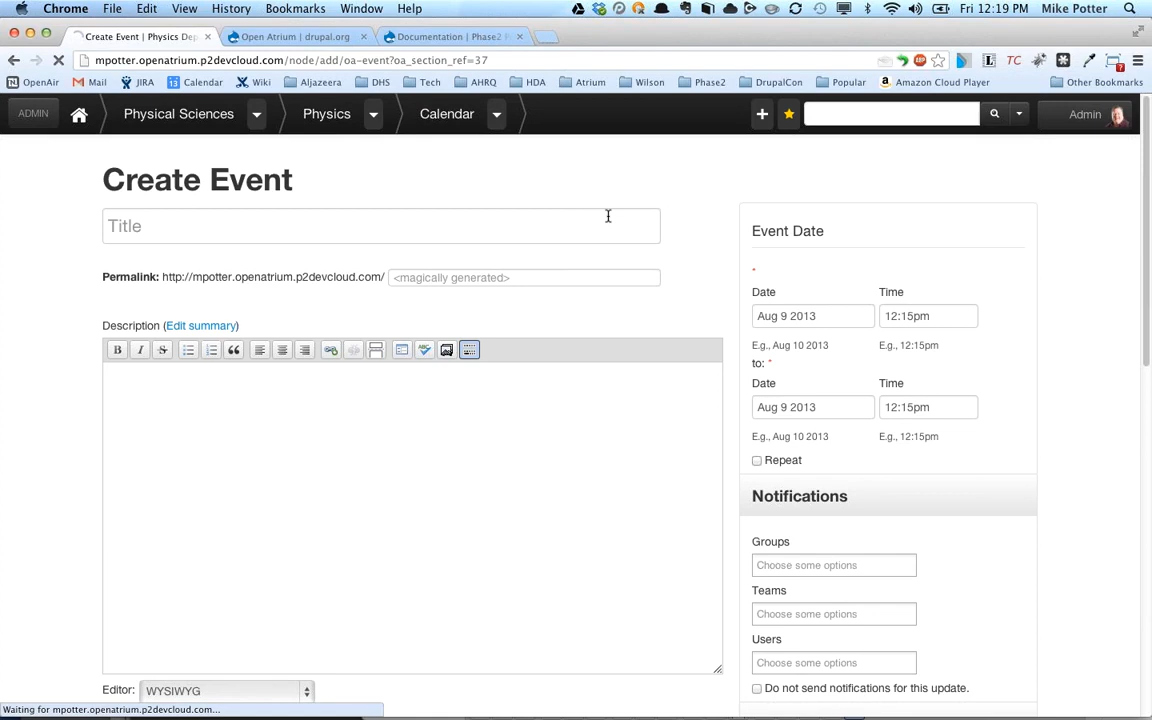 Chrome File Edit View History Bookmarks Window Help Fri 12:19 PM Mike Potter
Create Event | Physics De Open Atrium | drupal.org Documentation | Phase2
mpotter.openatrium.p2devcloud.com/node/add/oa-event?oa_section_ref=37
OpenAir Mail JIRA Calendar Wiki Aljazeera DHS Tech AHRQ HDA Atrium Wilson Phase2 DrupalCon Popular Amazon Cloud Player Other Bookmarks
ADMIN Physical Sciences Physics Calendar Admin
Create Event
Title
Permalink: http://mpotter.openatrium.p2devcloud.com/ <magically generated>
Description (Edit summary)
B I S ABC
Editor: WYSIWYG
Event Date
*
Date Time
Aug 9 2013 12:15pm
E.g., Aug 10 2013 E.g., 12:15pm
to: *
Date Time
Aug 9 2013 12:15pm
E.g., Aug 10 2013 E.g., 12:15pm
Repeat
Notifications
Groups
Choose some options
Teams
Choose some options
Users
Choose some options
Do not send notifications for this update.
Waiting for mpotter.openatrium.p2devcloud.com...